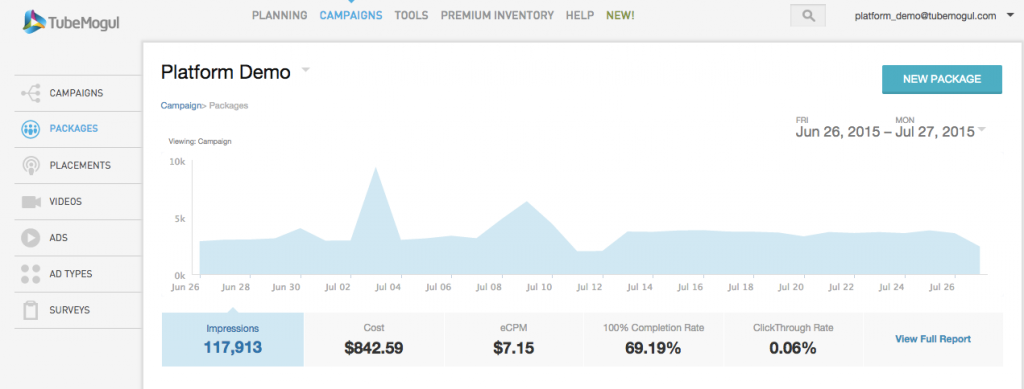 TubeMogul
PLANNING CAMPAIGNS TOOLS PREMIUM INVENTORY HELP NEW!
platform_demo@tubemogul.com
CAMPAIGNS
PACKAGES
PLACEMENTS
VIDEOS
ADS
AD TYPES
SURVEYS
Platform Demo
NEW PACKAGE
Campaign> Packages
FRI MON
Jun 26, 2015 – Jul 27, 2015
Viewing: Campaign
10k
5k
0k
Jun 26 Jun 28 Jun 30 Jul 02 Jul 04 Jul 06 Jul 08 Jul 10 Jul 12 Jul 14 Jul 16 Jul 18 Jul 20 Jul 22 Jul 24 Jul 26
Impressions Cost eCPM 100% Completion Rate ClickThrough Rate
117,913 $842.59 $7.15 69.19% 0.06%
View Full Report